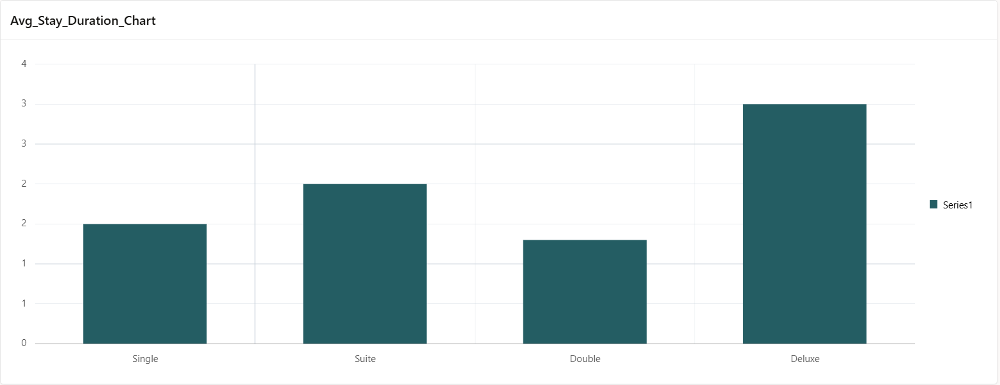 Avg_Stay_Duration_Chart
4
3
3
2
2
1
1
0
Single Suite Double Deluxe
Series1